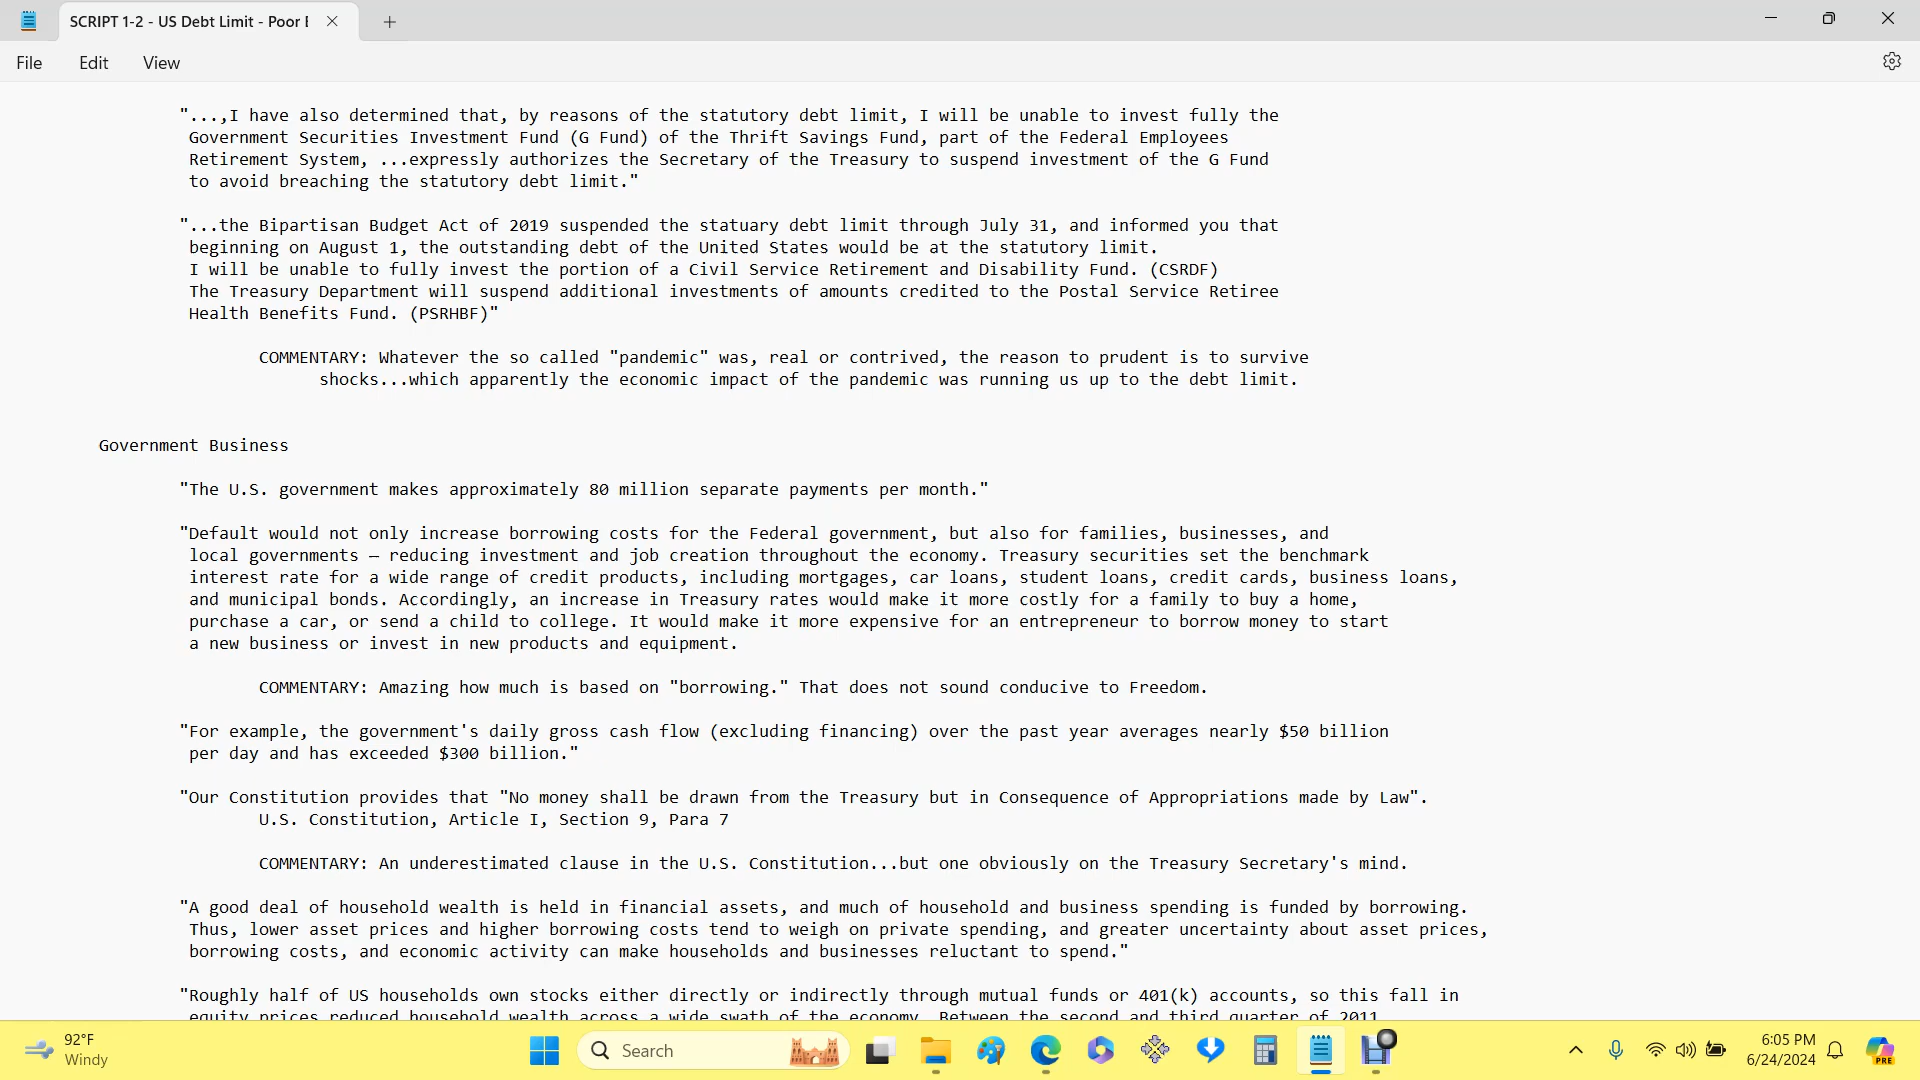 SCRIPT 1-2 - US Debt Limit - Poor
File Edit View
"...,I have also determined that, by reasons of the statutory debt limit, I will be unable to invest fully the
Government Securities Investment Fund (G Fund) of the Thrift Savings Fund, part of the Federal Employees
Retirement System, ...expressly authorizes the Secretary of the Treasury to suspend investment of the G Fund
to avoid breaching the statutory debt limit."
"...the Bipartisan Budget Act of 2019 suspended the statuary debt limit through July 31, and informed you that
beginning on August 1, the outstanding debt of the United States would be at the statutory limit.
I will be unable to fully invest the portion of a Civil Service Retirement and Disability Fund. (CSRDF)
The Treasury Department will suspend additional investments of amounts credited to the Postal Service Retiree
Health Benefits Fund. (PSRHBF)"
COMMENTARY: Whatever the so called "pandemic" was, real or contrived, the reason to prudent is to survive
shocks...which apparently the economic impact of the pandemic was running us up to the debt limit.
Government Business
"The U.S. government makes approximately 80 million separate payments per month."
"Default would not only increase borrowing costs for the Federal government, but also for families, businesses, and
local governments — reducing investment and job creation throughout the economy. Treasury securities set the benchmark
interest rate for a wide range of credit products, including mortgages, car loans, student loans, credit cards, business loans,
and municipal bonds. Accordingly, an increase in Treasury rates would make it more costly for a family to buy a home,
purchase a car, or send a child to college. It would make it more expensive for an entrepreneur to borrow money to start
a new business or invest in new products and equipment.
COMMENTARY: Amazing how much is based on "borrowing." That does not sound conducive to Freedom.
"For example, the government's daily gross cash flow (excluding financing) over the past year averages nearly $50 billion
per day and has exceeded $300 billion."
"Our Constitution provides that "No money shall be drawn from the Treasury but in Consequence of Appropriations made by Law".
U.S. Constitution, Article I, Section 9, Para 7
COMMENTARY: An underestimated clause in the U.S. Constitution...but one obviously on the Treasury Secretary's mind.
"A good deal of household wealth is held in financial assets, and much of household and business spending is funded by borrowing.
Thus, lower asset prices and higher borrowing costs tend to weigh on private spending, and greater uncertainty about asset prices,
borrowing costs, and economic activity can make households and businesses reluctant to spend."
"Roughly half of US households own stocks either directly or indirectly through mutual funds or 401(k) accounts, so this fall in
equity prices reduced household wealth across a wide swath of the economy. Between the second and third quarter of 2011
92°F
Windy
Search
6:05 PM
6/24/2024
PRE